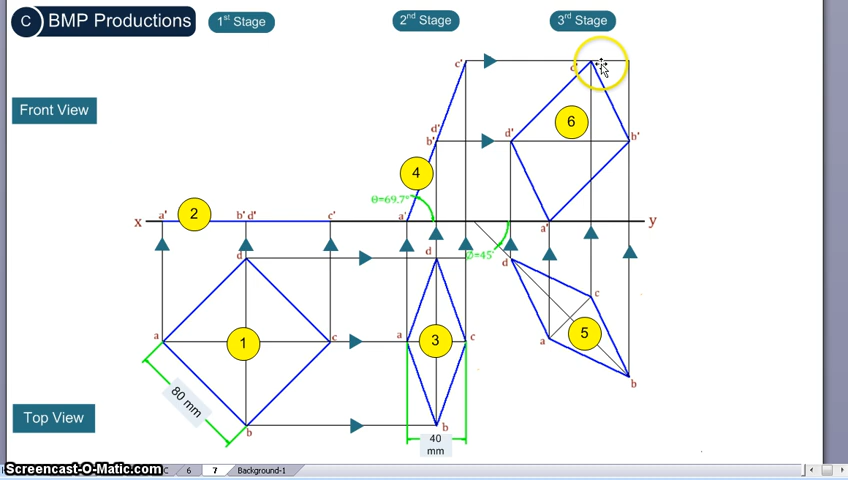 C BMP Productions
1st Stage
2nd Stage
3rd Stage
Front View
c'
c'
d'
b'
d'
b'
6
4
θ=69.7°
2
x
a'
b' d'
c'
a'
a'
y
Ø=45°
d
d
d
c
a
1
c
a
3
c
a
5
b
80 mm
b
b
40
mm
Top View
6
7
Background-1
Screencast-O-Matic.com